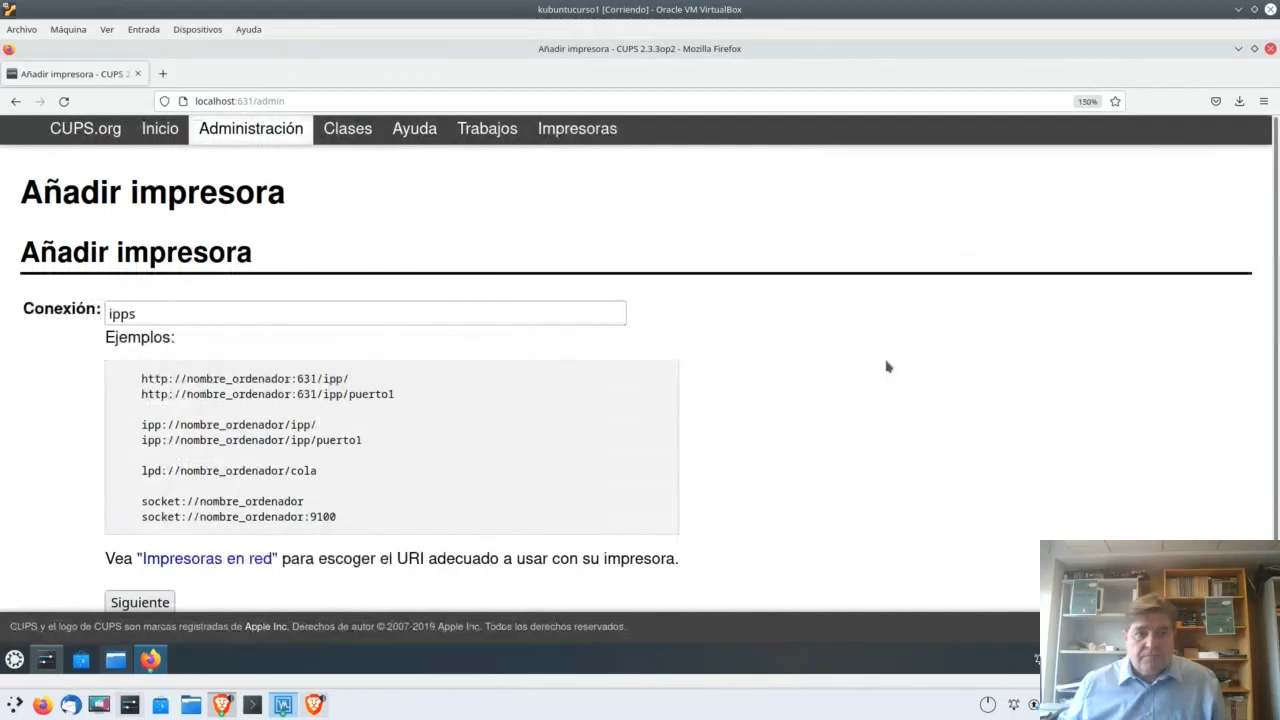 kubuntucurso1 [Corriendo] - Oracle VM VirtualBox
Archivo Máquina Ver Entrada Dispositivos Ayuda
Añadir impresora - CUPS 2.3.3op2 - Mozilla Firefox
Añadir impresora - CUPS 2
localhost:631/admin
150%
CUPS.org Inicio Administración Clases Ayuda Trabajos Impresoras
Añadir impresora
Añadir impresora
Conexión: ipps
Ejemplos:
http://nombre_ordenador:631/ipp/
http://nombre_ordenador:631/ipp/puerto1
ipp://nombre_ordenador/ipp/
ipp://nombre_ordenador/ipp/puerto1
lpd://nombre_ordenador/cola
socket://nombre_ordenador
socket://nombre_ordenador:9100
Vea "Impresoras en red" para escoger el URI adecuado a usar con su impresora.
Siguiente
CUPS y el logo de CUPS son marcas registradas de Apple Inc. Derechos de autor © 2007-2019 Apple Inc. Todos los derechos reservados.